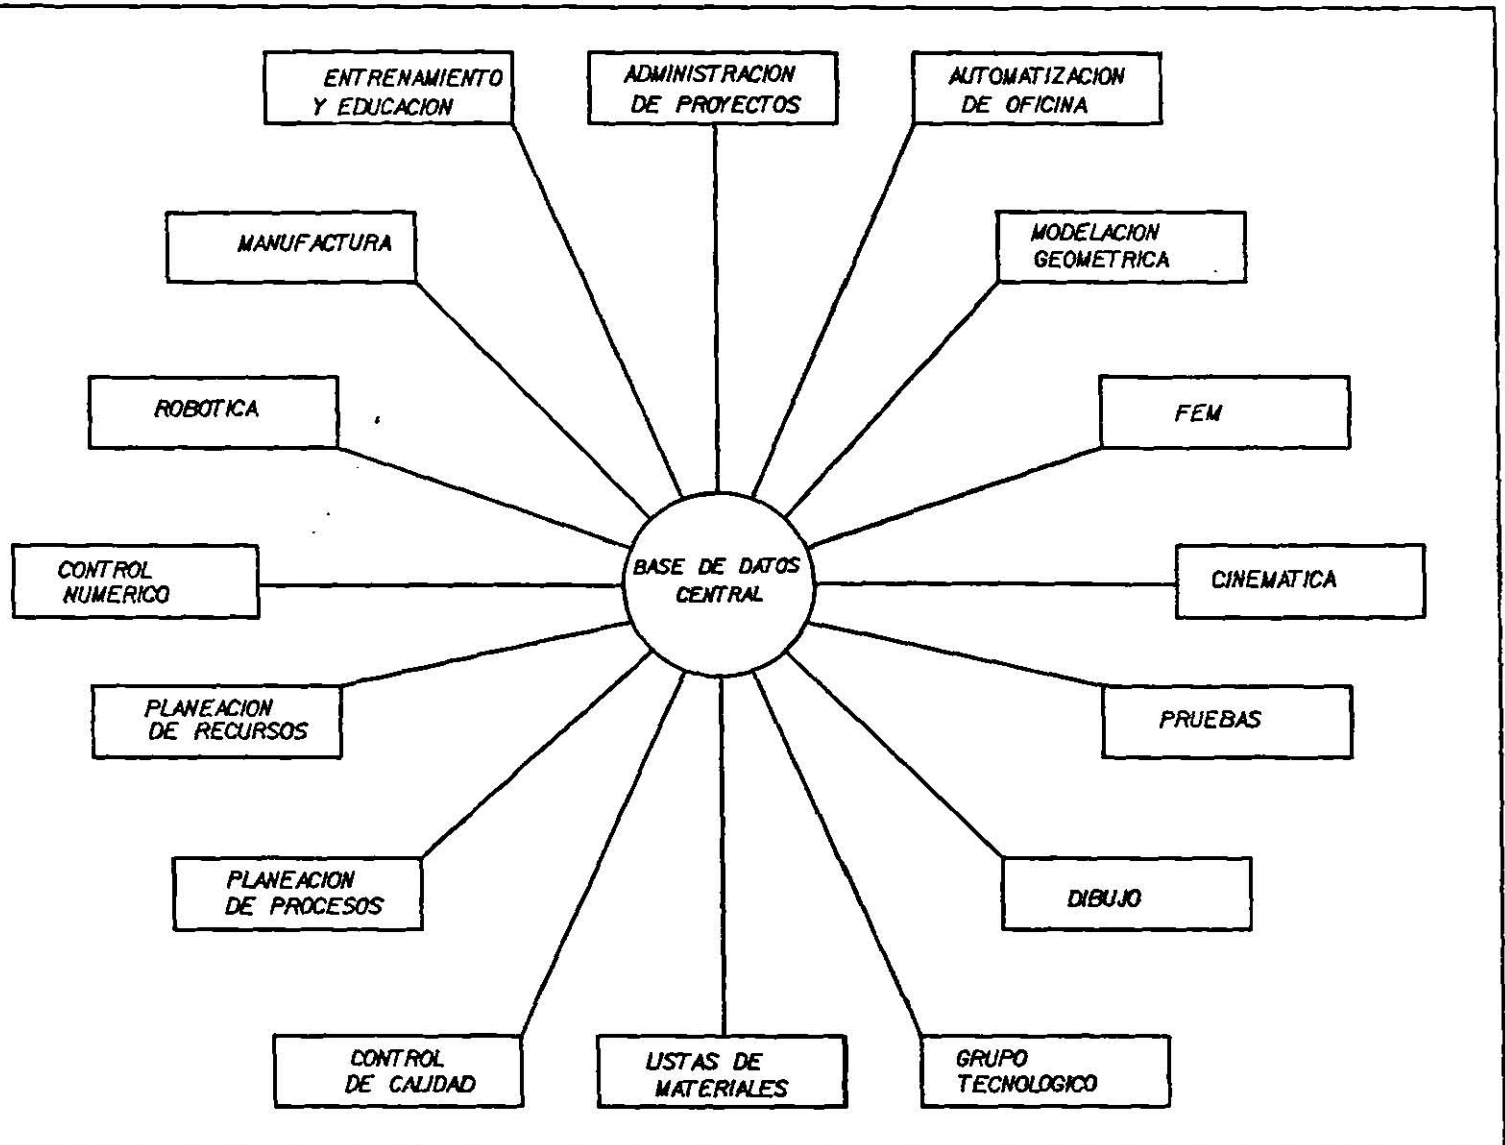 ENTRENAMIENTO
Y EDUCACION
ADMINISTRACION
DE PROYECTOS
AUTOMATIZACION
DE OFICINA
MANUFACTURA
MODELACION
GEOMETRICA
ROBOTICA
FEM
BASE DE DATOS
CENTRAL
CONTROL
NUMERICO
CINEMATICA
PLANEACION
DE RECURSOS
PRUEBAS
PLANEACION
DE PROCESOS
DIBUJO
CONTROL
DE CALIDAD
LISTAS DE
MATERIALES
GRUPO
TECNOLOGICO